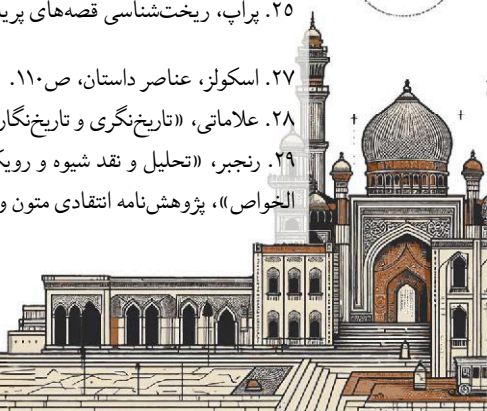 ۲۵. پراپ، ریخت‌شناسی قصه‌های پریا
۲۷. اسکولز، عناصر داستان، ص۱۱۰.
۲۸. علاماتی، «تاریخ‌نگری و تاریخ‌نگار
۲۹. رنجبر، «تحلیل و نقد شیوه و رویک
الخواص»، پژوهش‌نامه انتقادی متون و